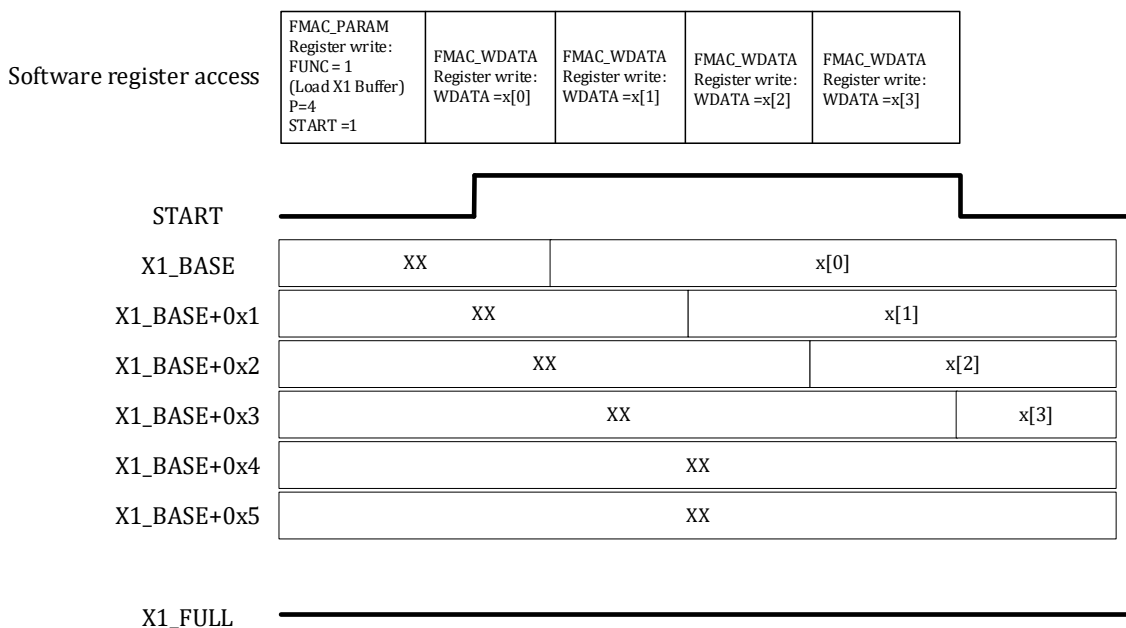 Software register access
FMAC_PARAM
Register write:
FUNC = 1
(Load X1 Buffer)
P=4
START =1
FMAC_WDATA
Register write:
WDATA =x[0]
FMAC_WDATA
Register write:
WDATA =x[1]
FMAC_WDATA
Register write:
WDATA =x[2]
FMAC_WDATA
Register write:
WDATA =x[3]
START
X1_BASE
XX
x[0]
X1_BASE+0x1
XX
x[1]
X1_BASE+0x2
XX
x[2]
X1_BASE+0x3
XX
x[3]
X1_BASE+0x4
XX
X1_BASE+0x5
XX
X1_FULL